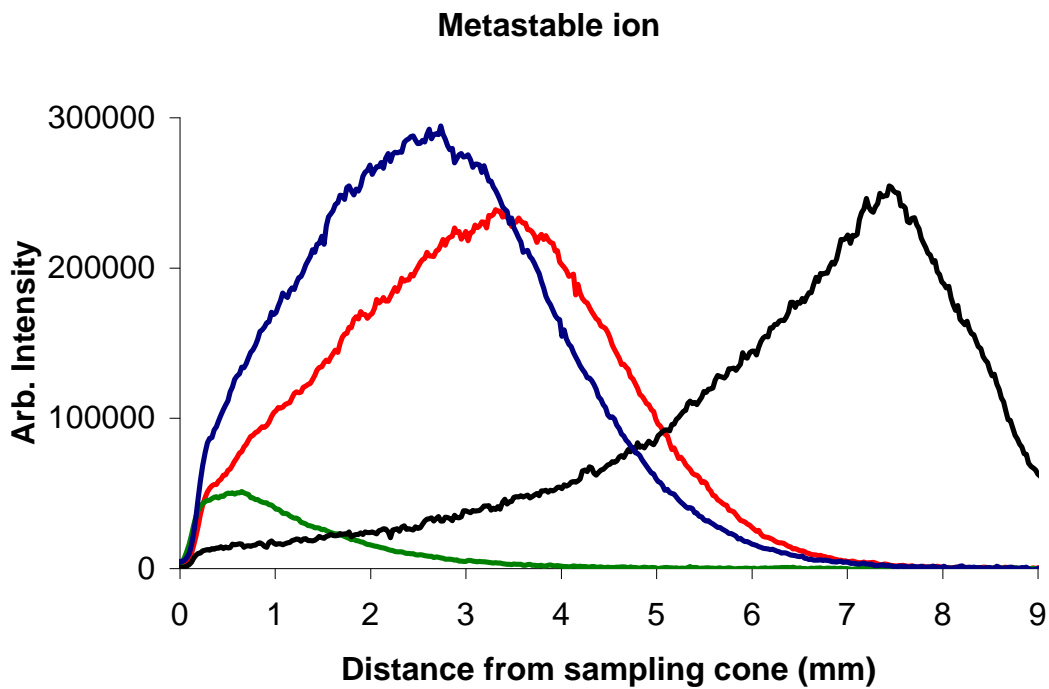 Metastable ion
300000
200000
100000
0
Arb. Intensity
0 1 2 3 4 5 6 7 8 9
Distance from sampling cone (mm)